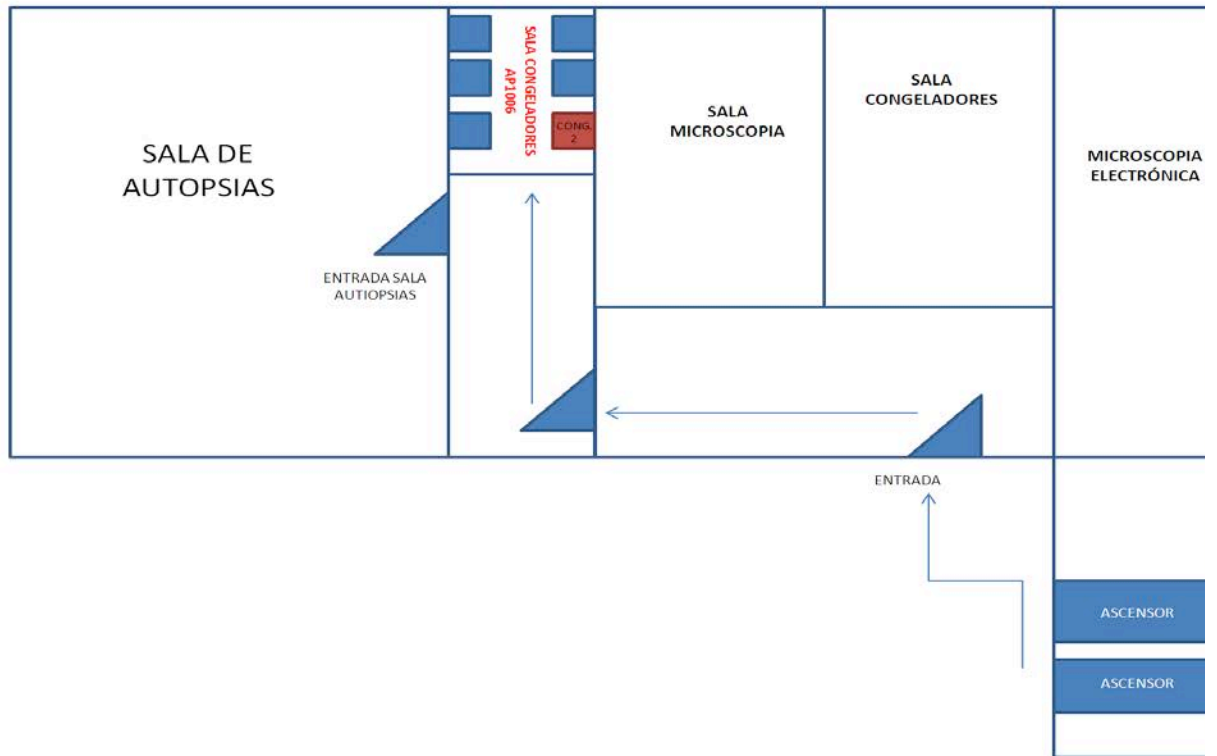 SALA DE
AUTOPSIAS
ENTRADA SALA
AUTIOPSIAS
SALA CONGELADORES
AP1006
CONG.
2
SALA
MICROSCOPIA
SALA
CONGELADORES
MICROSCOPIA
ELECTRÓNICA
ENTRADA
ASCENSOR
ASCENSOR